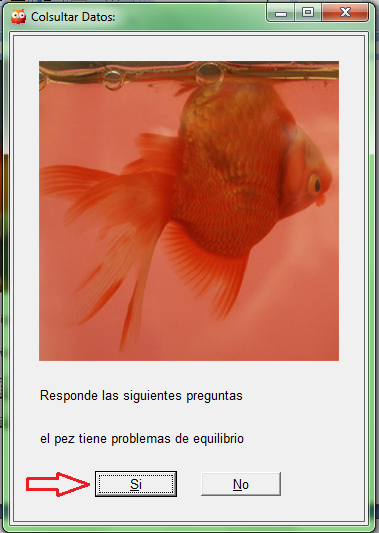 Colsultar Datos:
Responde las siguientes preguntas
el pez tiene problemas de equilibrio
Si No